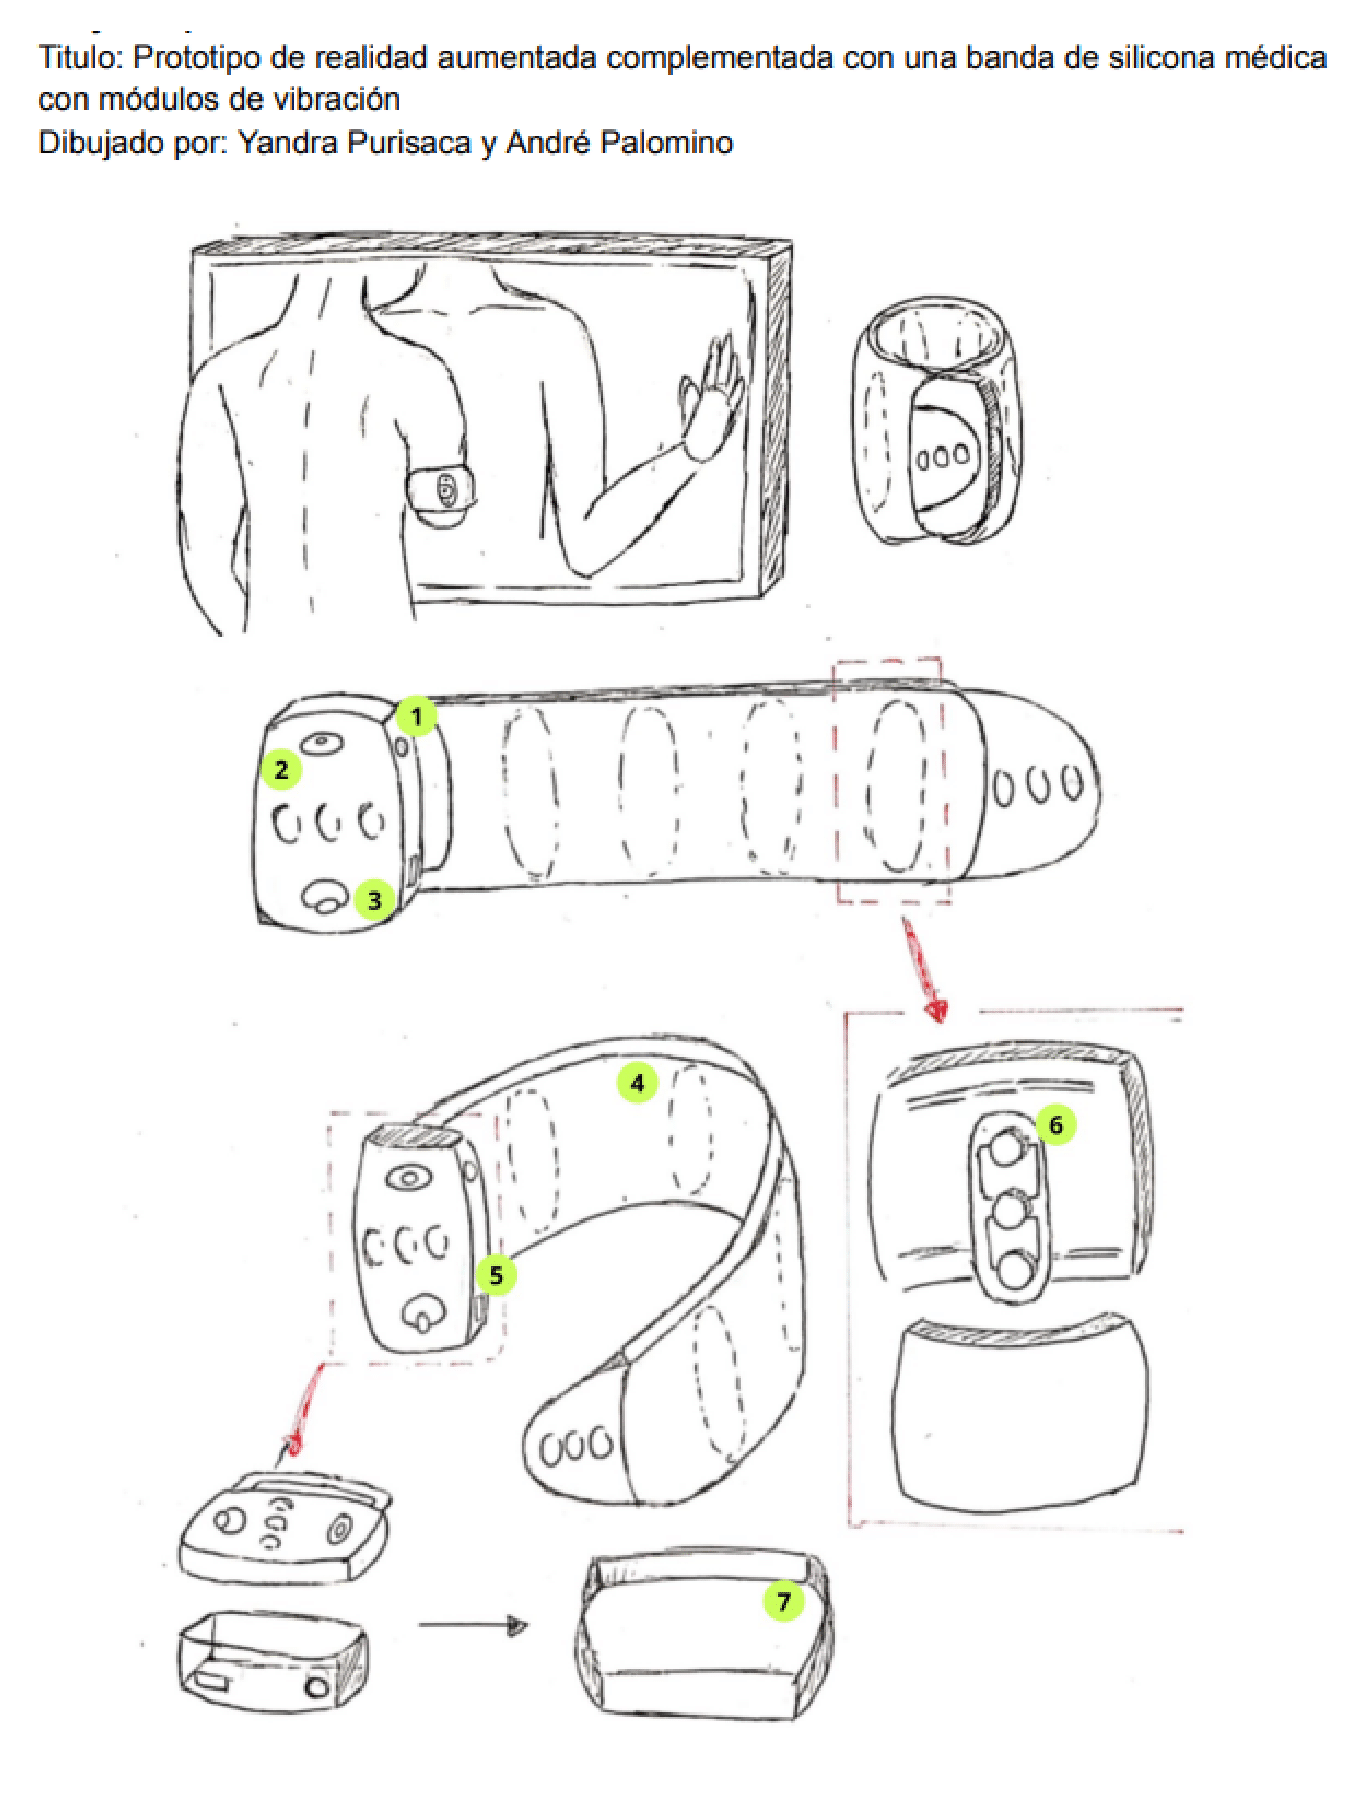 Titulo: Prototipo de realidad aumentada complementada con una banda de silicona médica
con módulos de vibración
Dibujado por: Yandra Purisaca y André Palomino
1
2
3
4
6
5
7